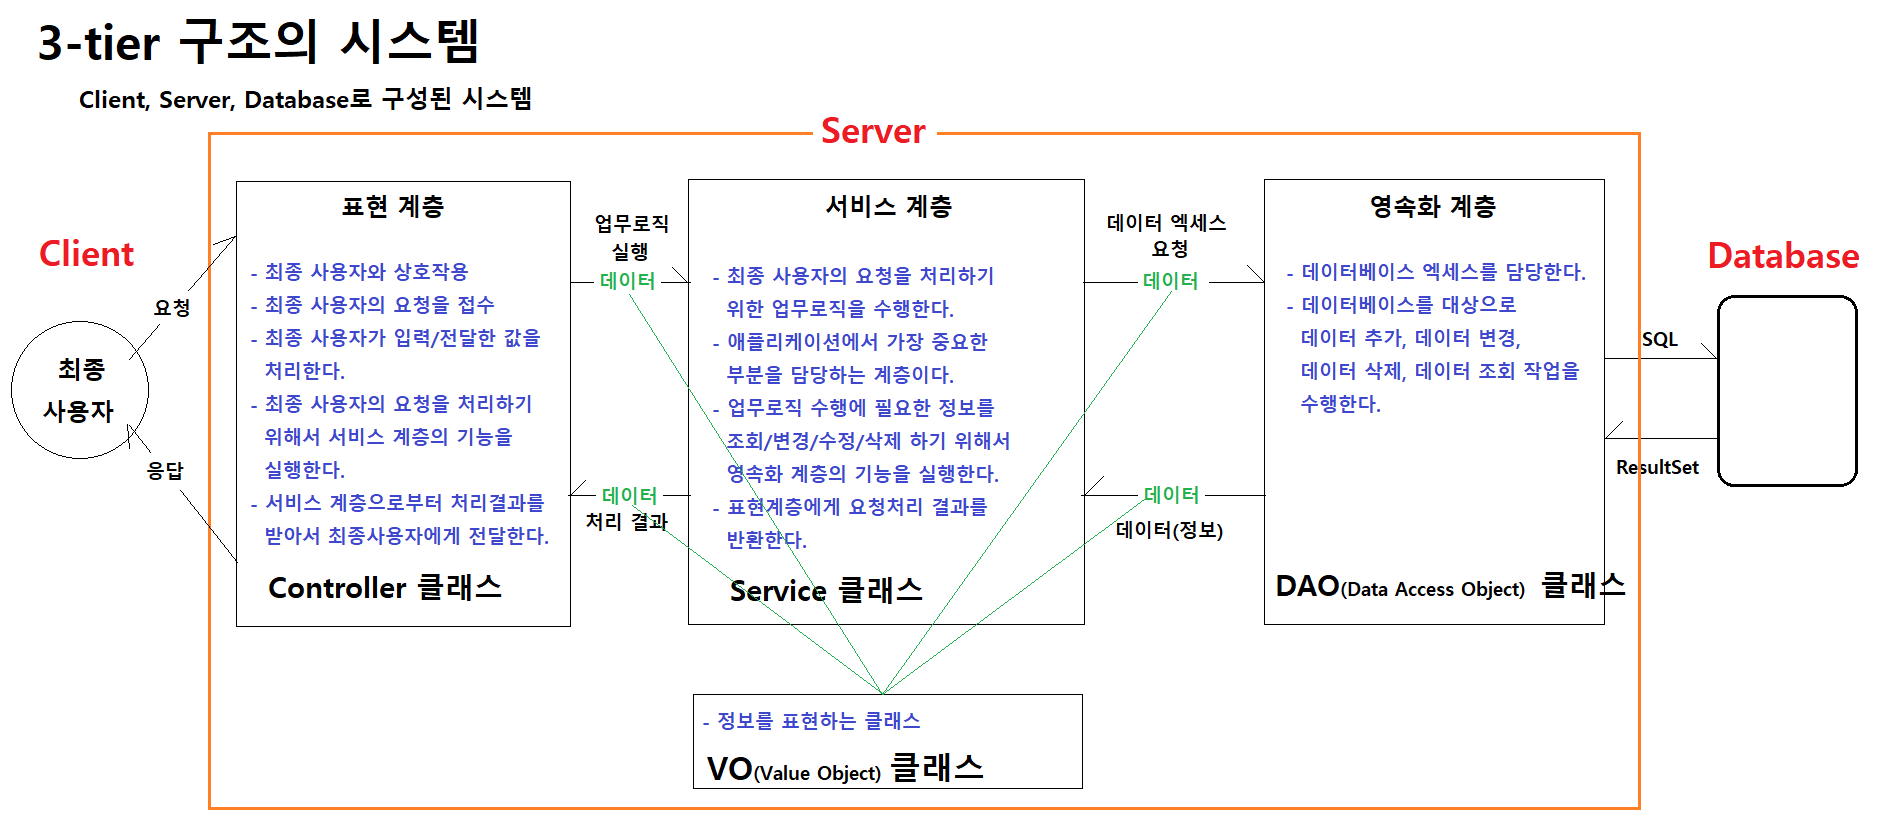 3-tier 구조의 시스템
Client, Server, Database로 구성된 시스템
Server
Client
요청
최종
사용자
응답
표현 계층
- 최종 사용자와 상호작용
- 최종 사용자의 요청을 접수
- 최종 사용자가 입력/전달한 값을
처리한다.
- 최종 사용자의 요청을 처리하기
위해서 서비스 계층의 기능을
실행한다.
- 서비스 계층으로부터 처리결과를
받아서 최종사용자에게 전달한다.
Controller 클래스
업무로직
실행
데이터
데이터
처리 결과
서비스 계층
- 최종 사용자의 요청을 처리하기
위한 업무로직을 수행한다.
- 애플리케이션에서 가장 중요한
부분을 담당하는 계층이다.
- 업무로직 수행에 필요한 정보를
조회/변경/수정/삭제 하기 위해서
영속화 계층의 기능을 실행한다.
- 표현계층에게 요청처리 결과를
반환한다.
Service 클래스
데이터 엑세스
요청
데이터
데이터
데이터(정보)
영속화 계층
- 데이터베이스 엑세스를 담당한다.
- 데이터베이스를 대상으로
데이터 추가, 데이터 변경,
데이터 삭제, 데이터 조회 작업을
수행한다.
DAO(Data Access Object) 클래스
SQL
ResultSet
Database
- 정보를 표현하는 클래스
VO(Value Object) 클래스